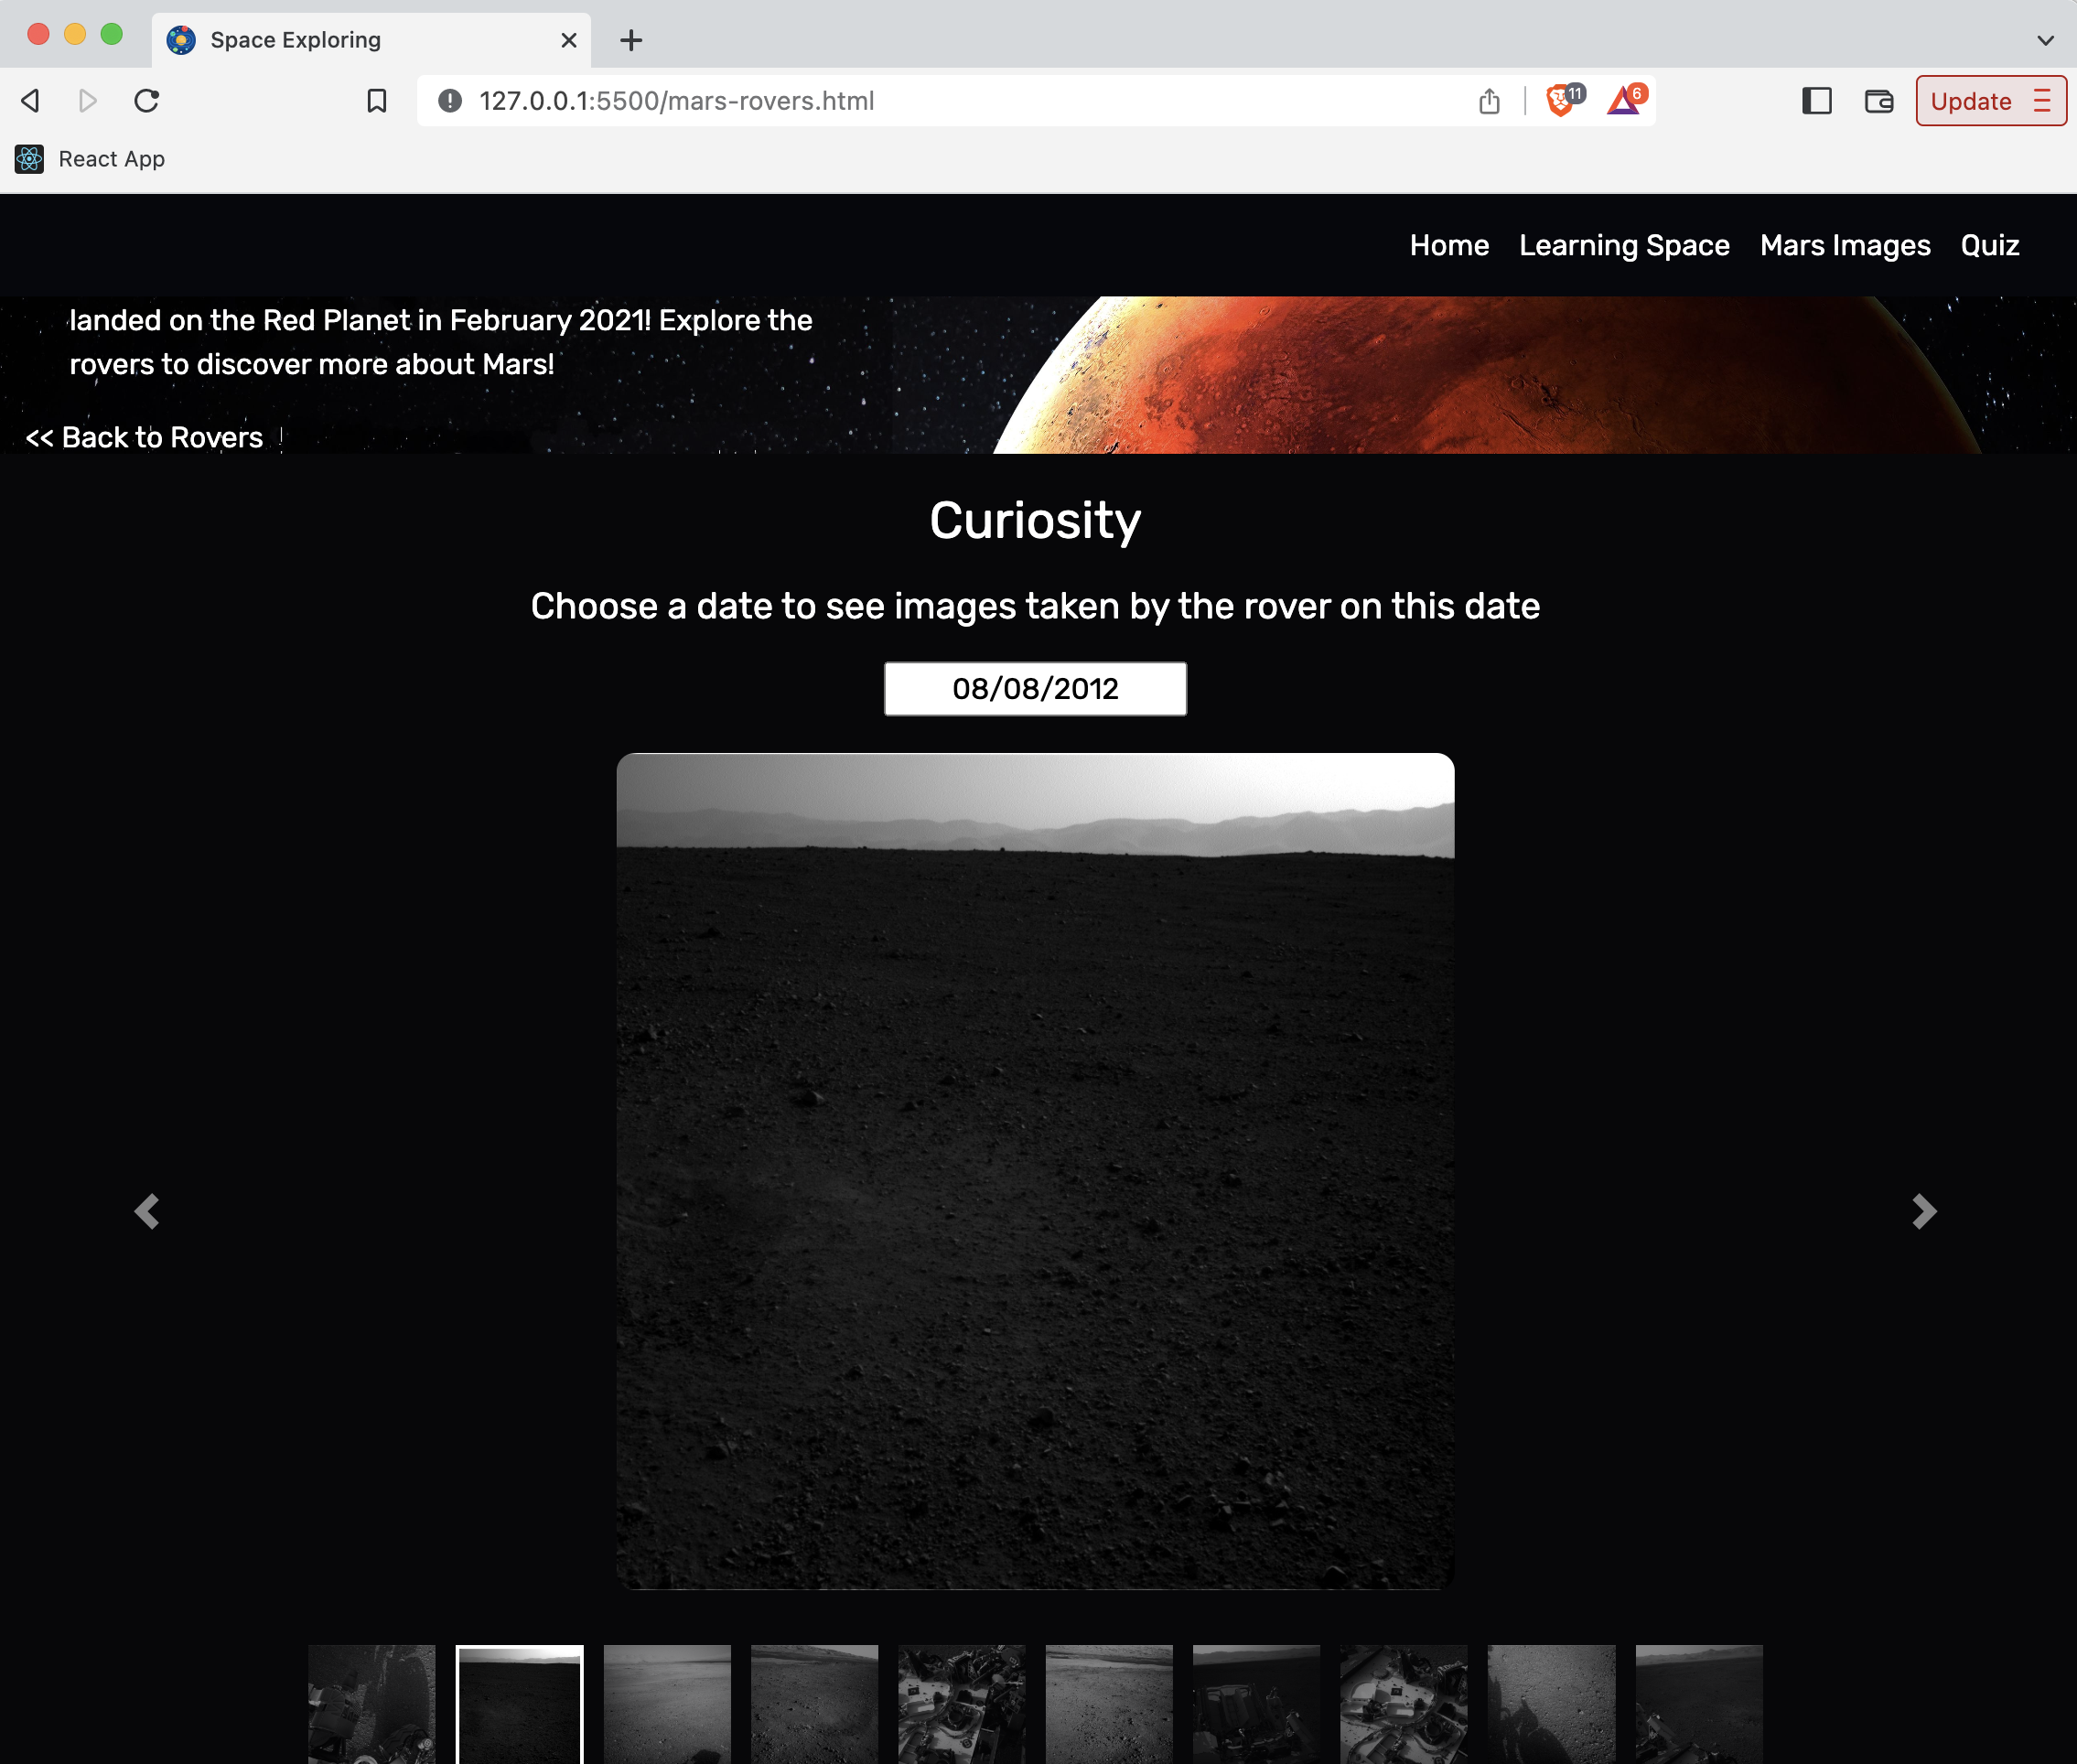 Space Exploring
127.0.0.1:5500/mars-rovers.html
11
6
Update
React App
Home Learning Space Mars Images Quiz
landed on the Red Planet in February 2021! Explore the
rovers to discover more about Mars!
<< Back to Rovers
Curiosity
Choose a date to see images taken by the rover on this date
08/08/2012